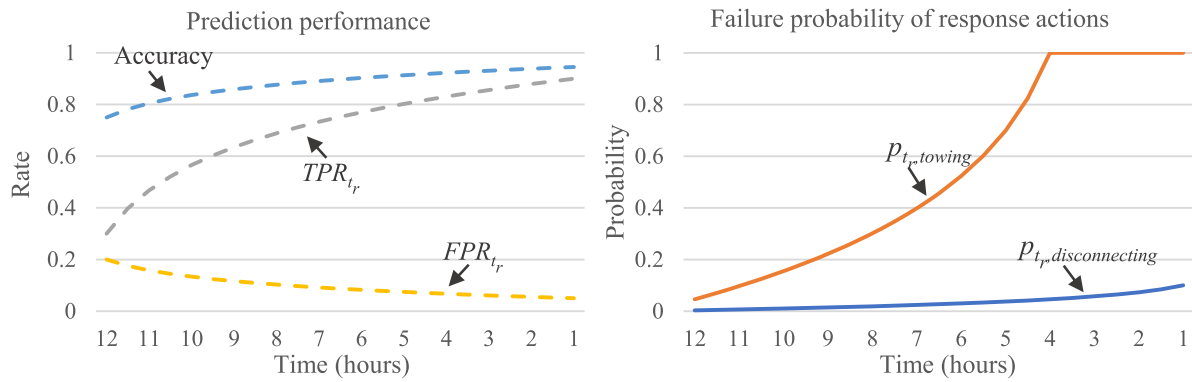 Prediction performance
1
0.8
0.6
0.4
0.2
0
Rate
Accuracy
TPR_{t_r}
FPR_{t_r}
12 11 10 9 8 7 6 5 4 3 2 1
Time (hours)
Failure probability of response actions
1
0.8
0.6
0.4
0.2
0
Probability
p_{t_r,towing}
p_{t_r,disconnecting}
12 11 10 9 8 7 6 5 4 3 2 1
Time (hours)